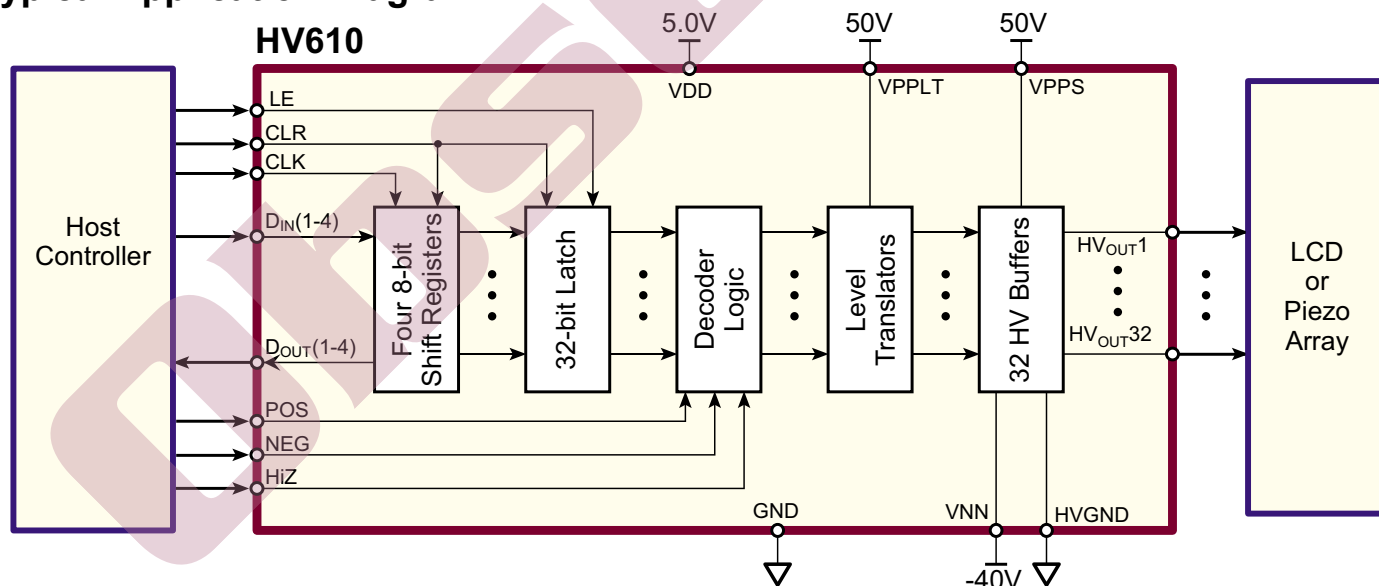 HV610
5.0V
50V
50V
VDD
VPPLT
VPPS
LE
CLR
CLK
DIN(1-4)
DOUT(1-4)
POS
NEG
HiZ
Host
Controller
Four 8-bit
Shift Registers
32-bit Latch
Decoder
Logic
Level
Translators
32 HV Buffers
HVOUT1
HVOUT32
LCD
or
Piezo
Array
GND
VNN
HVGND
-40V